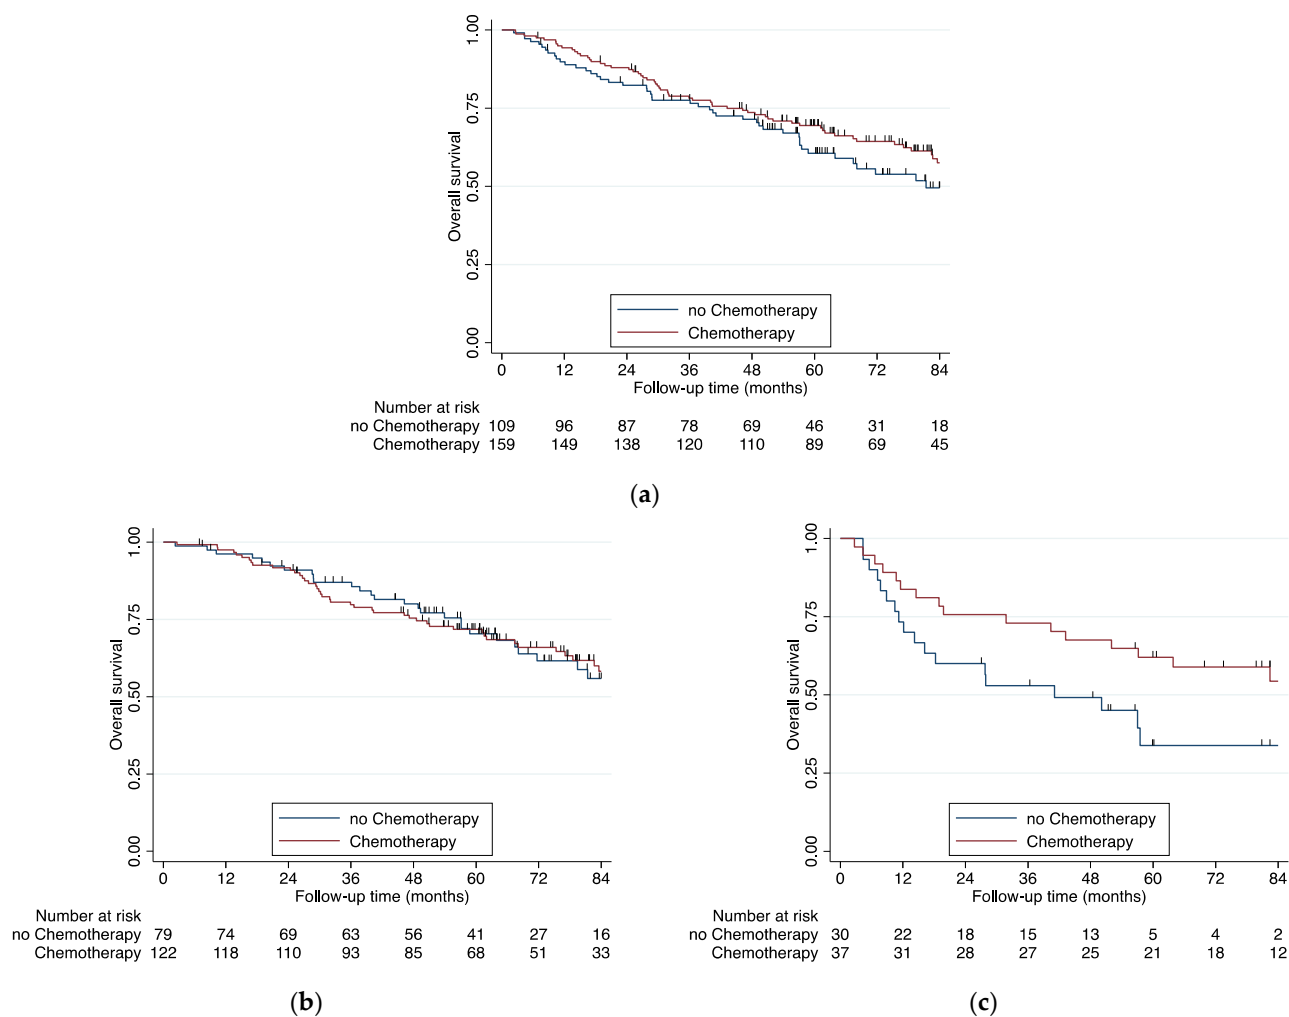 1.00
0.75
0.50
0.25
0.00
Overall survival
no Chemotherapy
Chemotherapy
0 12 24 36 48 60 72 84
Follow-up time (months)
Number at risk
no Chemotherapy 109 96 87 78 69 46 31 18
Chemotherapy 159 149 138 120 110 89 69 45
(a)
1.00
0.75
0.50
0.25
0.00
Overall survival
no Chemotherapy
Chemotherapy
0 12 24 36 48 60 72 84
Follow-up time (months)
Number at risk
no Chemotherapy 79 74 69 63 56 41 27 16
Chemotherapy 122 118 110 93 85 68 51 33
(b)
1.00
0.75
0.50
0.25
0.00
Overall survival
no Chemotherapy
Chemotherapy
0 12 24 36 48 60 72 84
Follow-up time (months)
Number at risk
no Chemotherapy 30 22 18 15 13 5 4 2
Chemotherapy 37 31 28 27 25 21 18 12
(c)